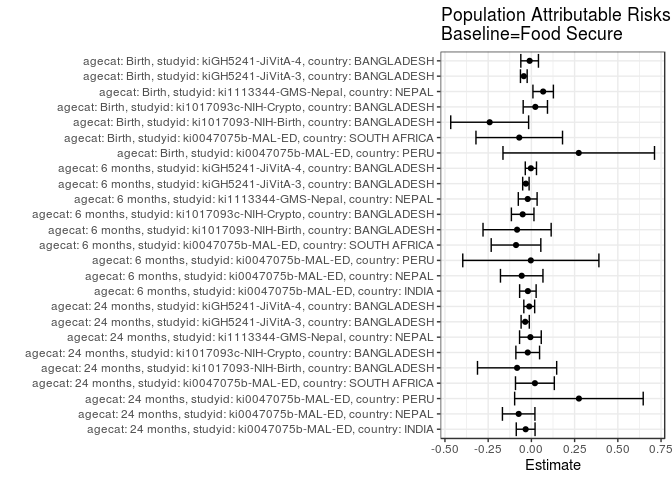 Population Attributable Risks
Baseline=Food Secure
agecat: Birth, studyid: kiGH5241-JiVitA-4, country: BANGLADESH
agecat: Birth, studyid: kiGH5241-JiVitA-3, country: BANGLADESH
agecat: Birth, studyid: ki1113344-GMS-Nepal, country: NEPAL
agecat: Birth, studyid: ki1017093c-NIH-Crypto, country: BANGLADESH
agecat: Birth, studyid: ki1017093-NIH-Birth, country: BANGLADESH
agecat: Birth, studyid: ki0047075b-MAL-ED, country: SOUTH AFRICA
agecat: Birth, studyid: ki0047075b-MAL-ED, country: PERU
agecat: 6 months, studyid: kiGH5241-JiVitA-4, country: BANGLADESH
agecat: 6 months, studyid: kiGH5241-JiVitA-3, country: BANGLADESH
agecat: 6 months, studyid: ki1113344-GMS-Nepal, country: NEPAL
agecat: 6 months, studyid: ki1017093c-NIH-Crypto, country: BANGLADESH
agecat: 6 months, studyid: ki1017093-NIH-Birth, country: BANGLADESH
agecat: 6 months, studyid: ki0047075b-MAL-ED, country: SOUTH AFRICA
agecat: 6 months, studyid: ki0047075b-MAL-ED, country: PERU
agecat: 6 months, studyid: ki0047075b-MAL-ED, country: NEPAL
agecat: 6 months, studyid: ki0047075b-MAL-ED, country: INDIA
agecat: 24 months, studyid: kiGH5241-JiVitA-4, country: BANGLADESH
agecat: 24 months, studyid: kiGH5241-JiVitA-3, country: BANGLADESH
agecat: 24 months, studyid: ki1113344-GMS-Nepal, country: NEPAL
agecat: 24 months, studyid: ki1017093c-NIH-Crypto, country: BANGLADESH
agecat: 24 months, studyid: ki1017093-NIH-Birth, country: BANGLADESH
agecat: 24 months, studyid: ki0047075b-MAL-ED, country: SOUTH AFRICA
agecat: 24 months, studyid: ki0047075b-MAL-ED, country: PERU
agecat: 24 months, studyid: ki0047075b-MAL-ED, country: NEPAL
agecat: 24 months, studyid: ki0047075b-MAL-ED, country: INDIA
-0.50 -0.25 0.00 0.25 0.50 0.75
Estimate